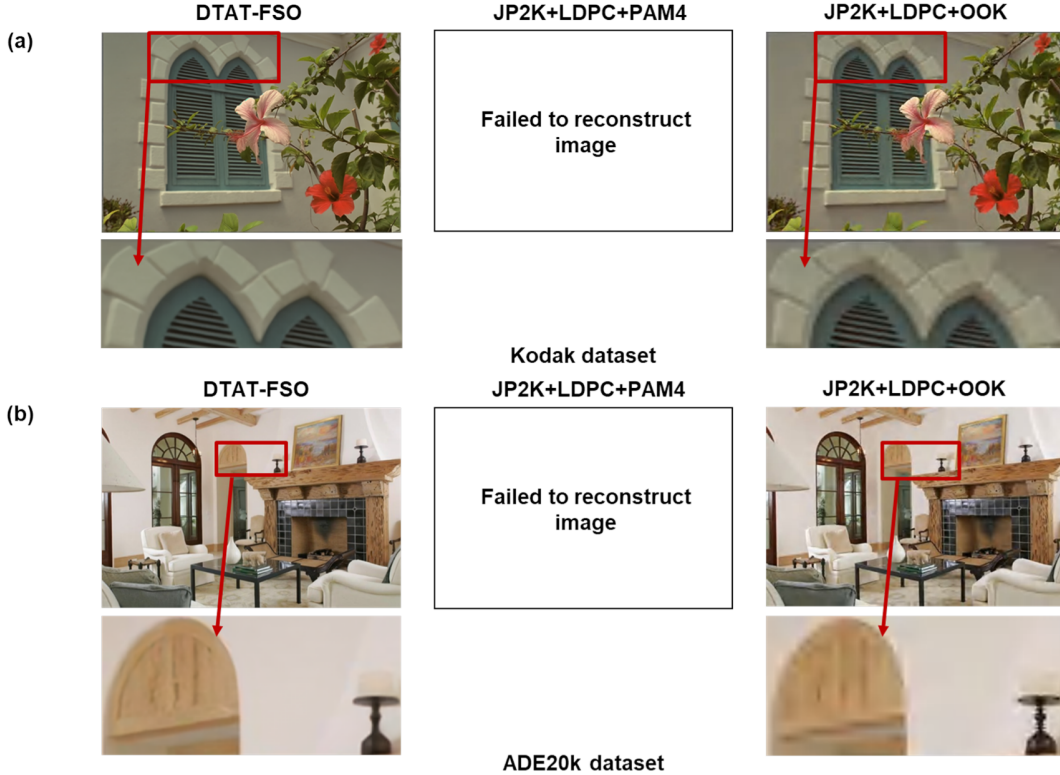 DTAT-FSO
JP2K+LDPC+PAM4
JP2K+LDPC+OOK
(a)
Failed to reconstruct
image
Kodak dataset
DTAT-FSO
JP2K+LDPC+PAM4
JP2K+LDPC+OOK
(b)
Failed to reconstruct
image
ADE20k dataset